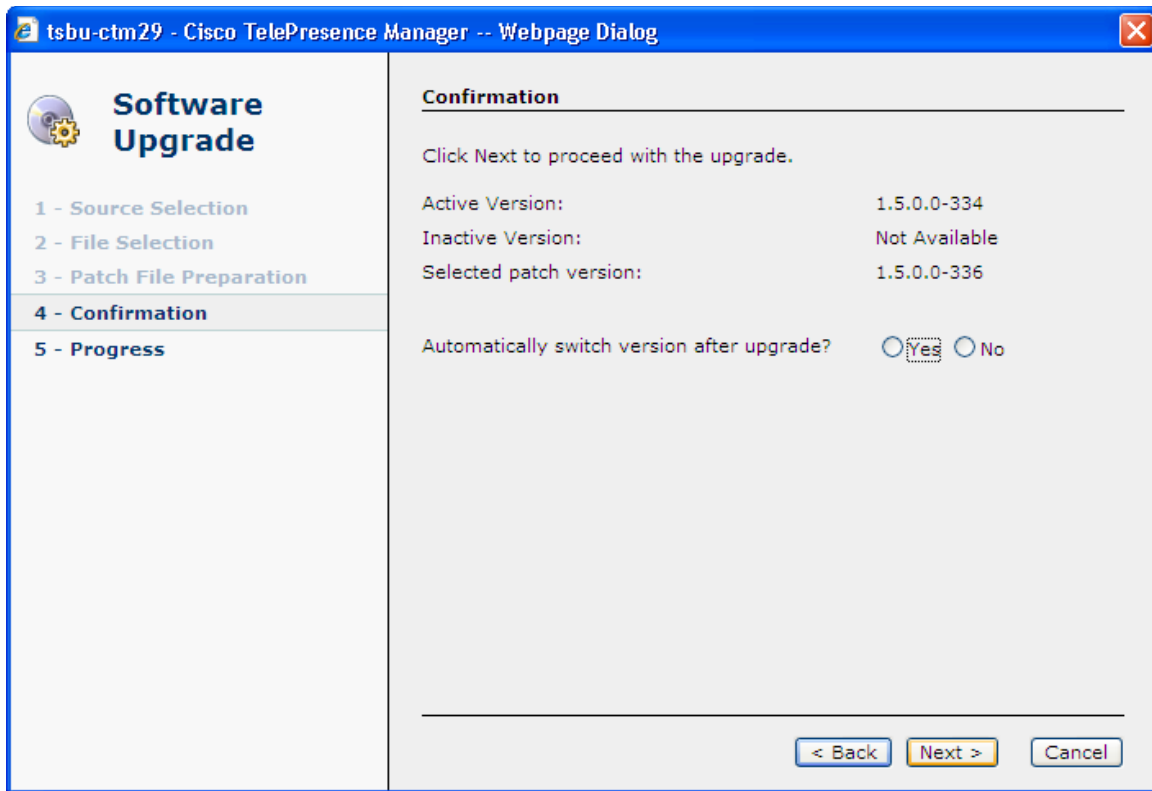 tsbu-ctm29 - Cisco TelePresence Manager -- Webpage Dialog
Software
Upgrade
1 - Source Selection
2 - File Selection
3 - Patch File Preparation
4 - Confirmation
5 - Progress
Confirmation
Click Next to proceed with the upgrade.
Active Version: 1.5.0.0-334
Inactive Version: Not Available
Selected patch version: 1.5.0.0-336
Automatically switch version after upgrade? Yes No
< Back Next > Cancel